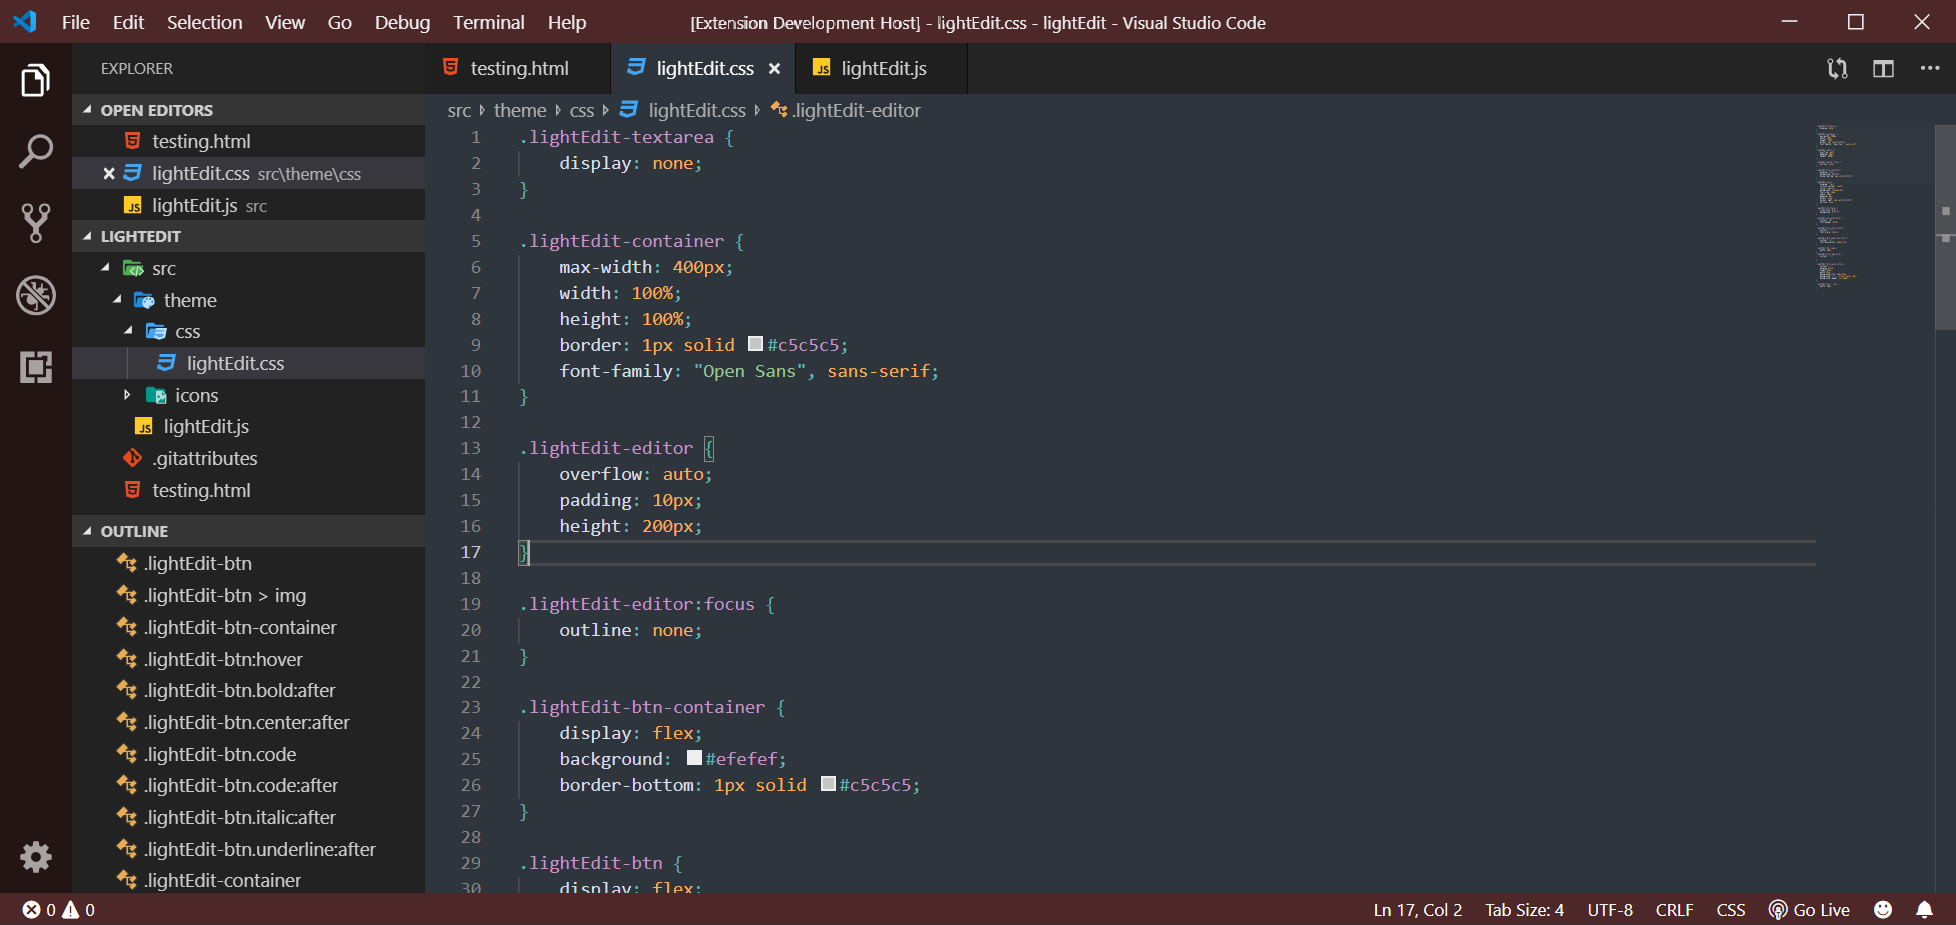 File Edit Selection View Go Debug Terminal Help [Extension Development Host] - lightEdit.css - lightEdit - Visual Studio Code
EXPLORER
OPEN EDITORS
testing.html
lightEdit.css src\theme\css
lightEdit.js src
LIGHTEDIT
src
theme
css
lightEdit.css
icons
lightEdit.js
.gitattributes
testing.html
OUTLINE
.lightEdit-btn
.lightEdit-btn > img
.lightEdit-btn-container
.lightEdit-btn:hover
.lightEdit-btn.bold:after
.lightEdit-btn.center:after
.lightEdit-btn.code
.lightEdit-btn.code:after
.lightEdit-btn.italic:after
.lightEdit-btn.underline:after
.lightEdit-container
testing.html lightEdit.css JS lightEdit.js
src theme css lightEdit.css .lightEdit-editor
1 .lightEdit-textarea {
2 display: none;
3 }
4
5 .lightEdit-container {
6 max-width: 400px;
7 width: 100%;
8 height: 100%;
9 border: 1px solid #c5c5c5;
10 font-family: "Open Sans", sans-serif;
11 }
12
13 .lightEdit-editor {
14 overflow: auto;
15 padding: 10px;
16 height: 200px;
17 }
18
19 .lightEdit-editor:focus {
20 outline: none;
21 }
22
23 .lightEdit-btn-container {
24 display: flex;
25 background: #efefef;
26 border-bottom: 1px solid #c5c5c5;
27 }
28
29 .lightEdit-btn {
30 display: flex;
0 0 Ln 17, Col 2 Tab Size: 4 UTF-8 CRLF CSS Go Live